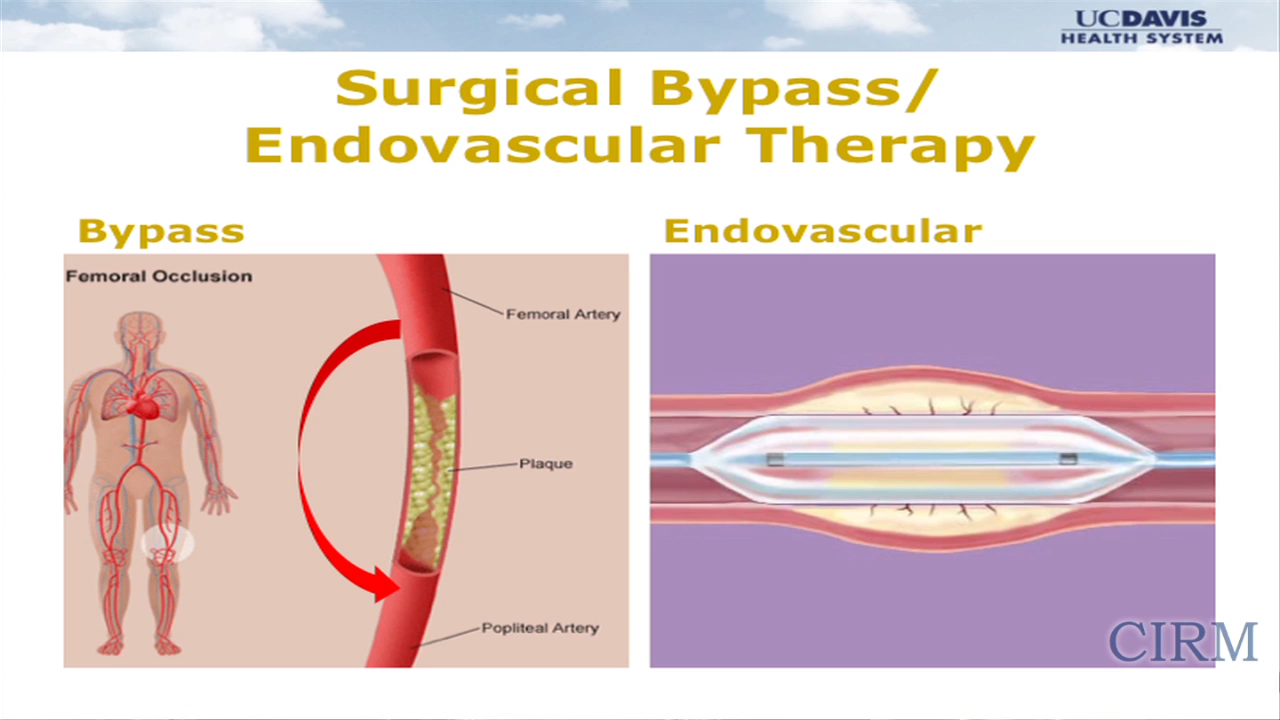 UCDAVIS
HEALTH SYSTEM
Surgical Bypass/
Endovascular Therapy
Bypass
Endovascular
Femoral Occlusion
Femoral Artery
Plaque
Popliteal Artery
CIRM